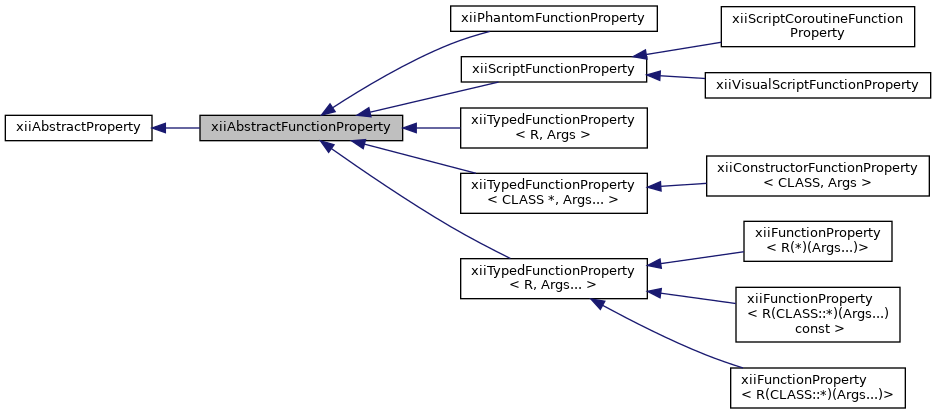 xiiPhantomFunctionProperty
xiiScriptCoroutineFunction
Property
xiiScriptFunctionProperty
xiiVisualScriptFunctionProperty
xiiAbstractProperty
xiiAbstractFunctionProperty
xiiTypedFunctionProperty
< R, Args >
xiiTypedFunctionProperty
< CLASS *, Args... >
xiiConstructorFunctionProperty
< CLASS, Args >
xiiTypedFunctionProperty
< R, Args... >
xiiFunctionProperty
< R(*)(Args...)>
xiiFunctionProperty
< R(CLASS::*)(Args...)
const >
xiiFunctionProperty
< R(CLASS::*)(Args...)>